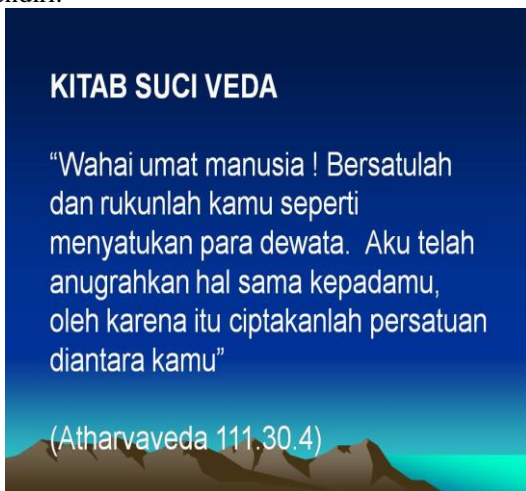 KITAB SUCI VEDA
“Wahai umat manusia ! Bersatulah
dan rukunlah kamu seperti
menyatukan para dewata.  Aku telah
anugrahkan hal sama kepadamu,
oleh karena itu ciptakanlah persatuan
diantara kamu”
(Atharvaveda 111.30.4)